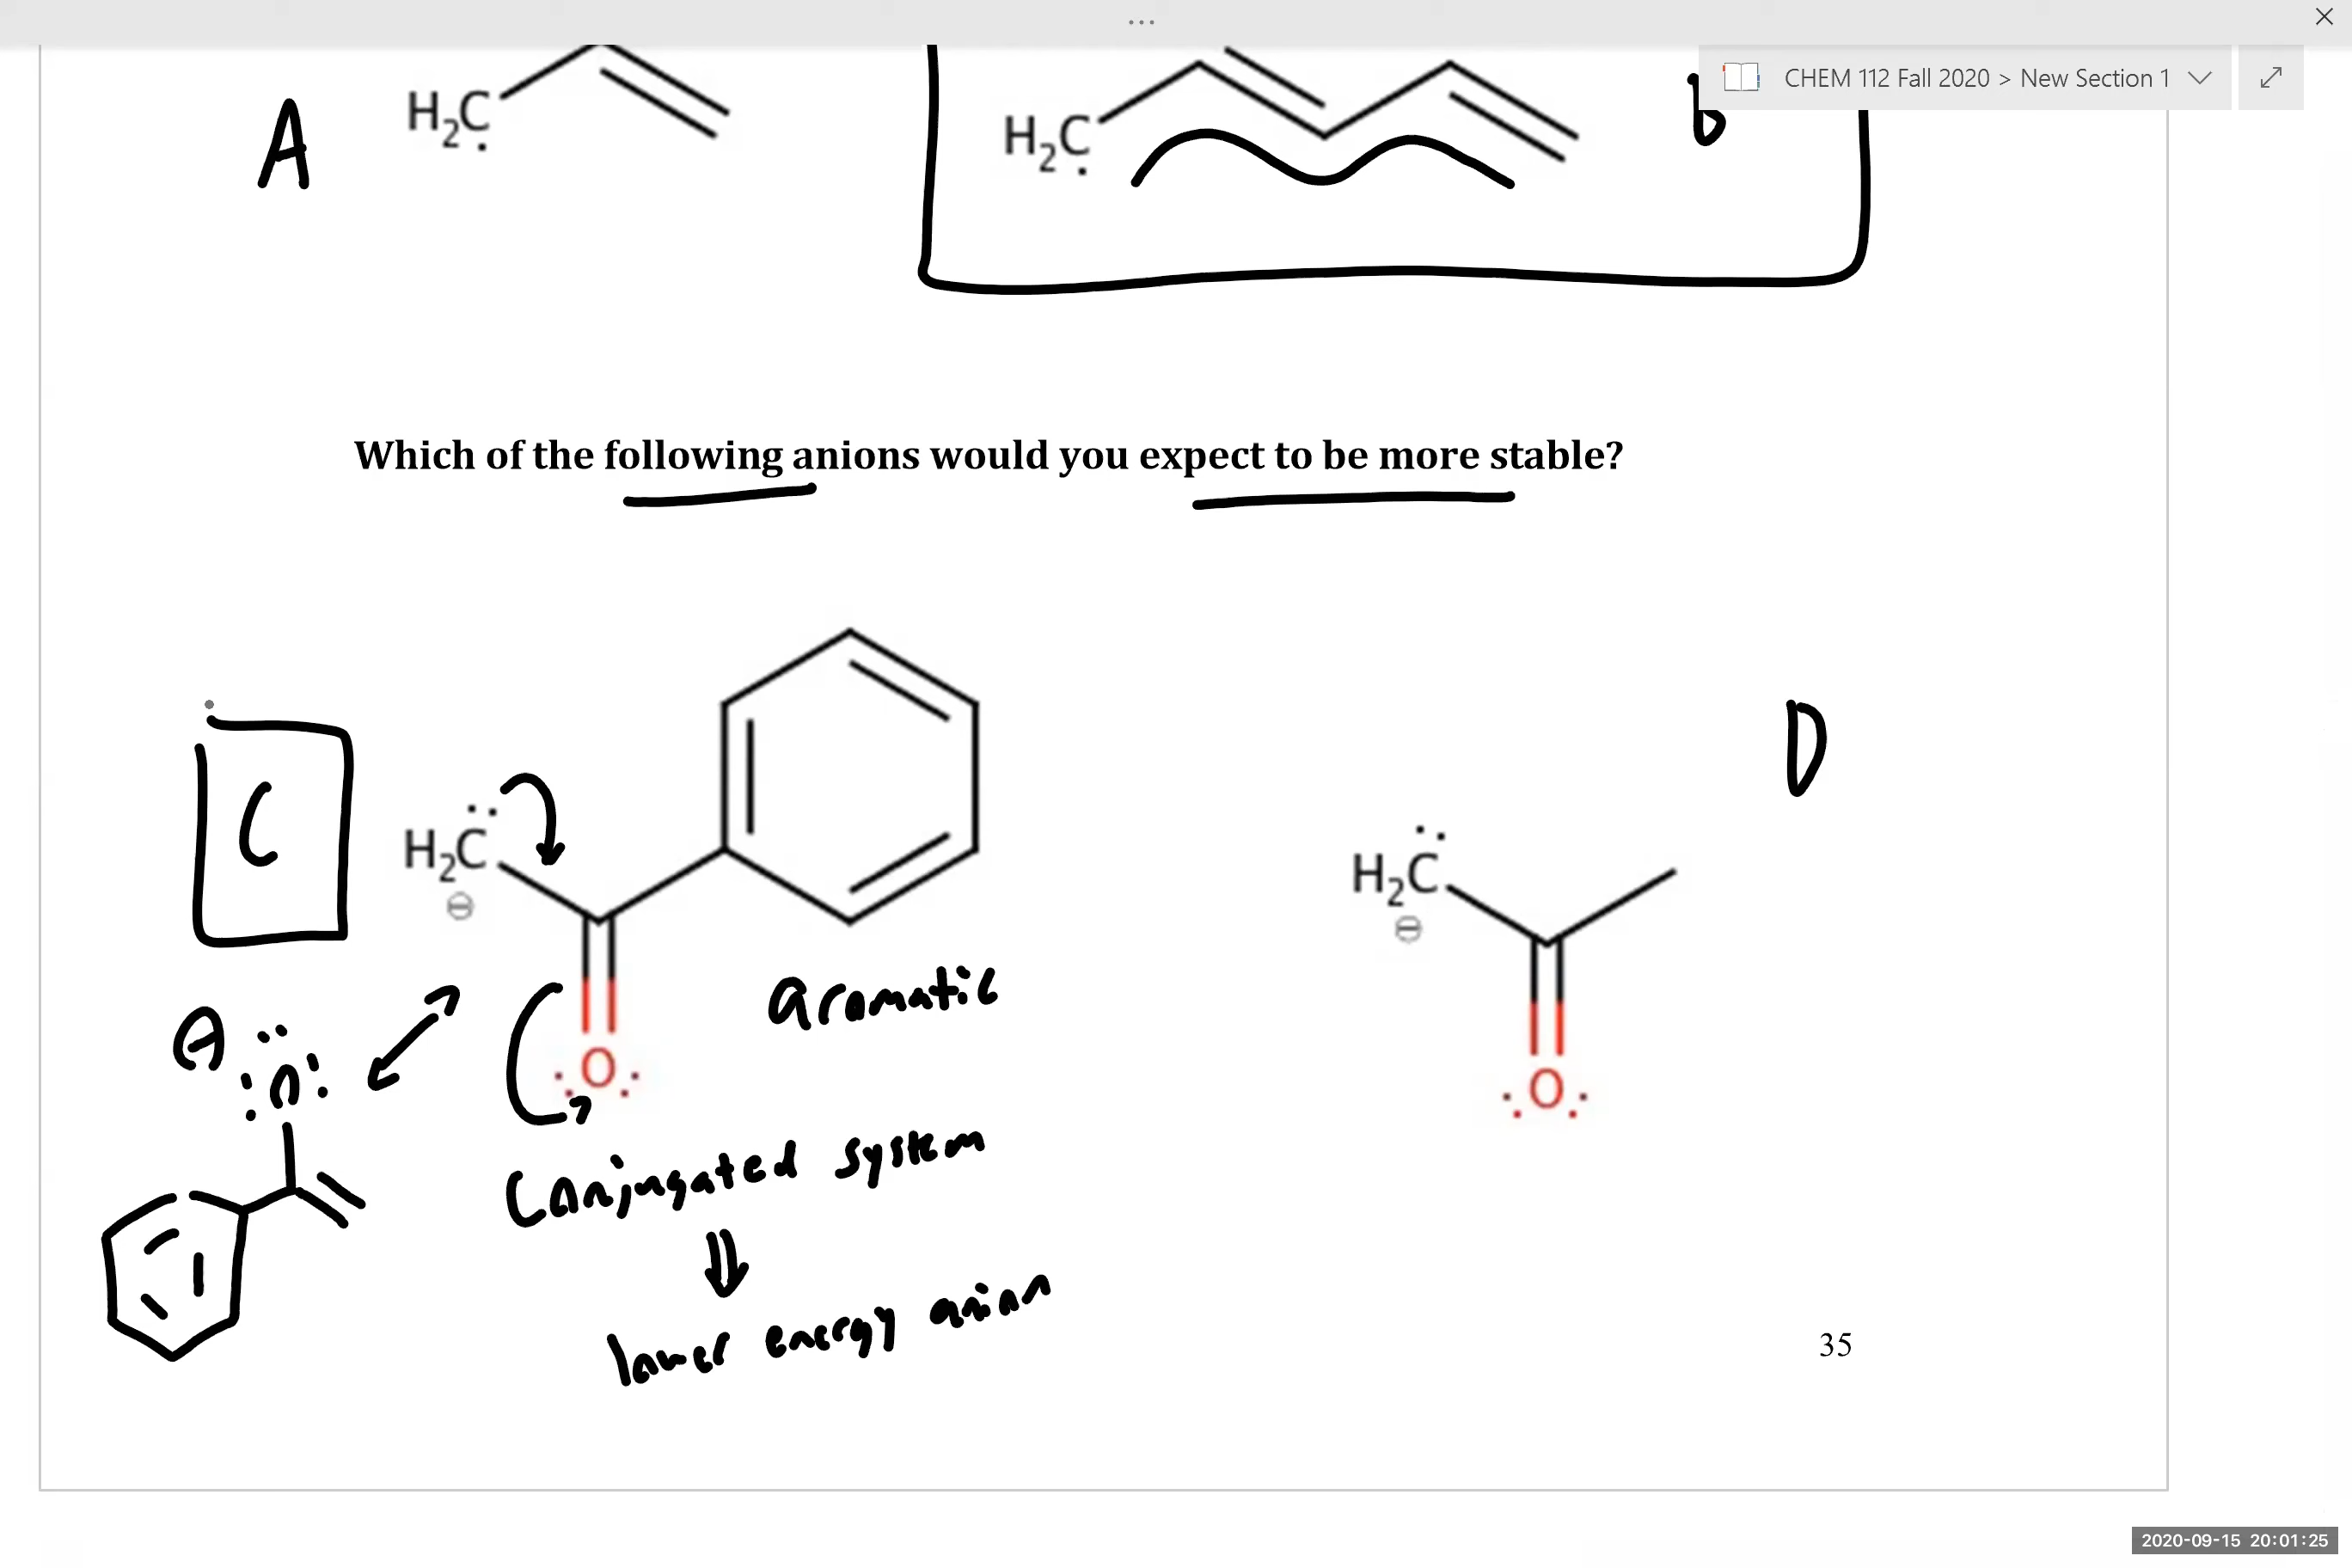 CHEM 112 Fall 2020 > New Section 1
A
H₂C
H₂C
b
Which of the following anions would you expect to be more stable?
C
D
H₂C
⊖
H₂C
⊖
aromatic
O
O
conjugated system
⇓
lower energy anion
35
2020-09-15 20:01:25